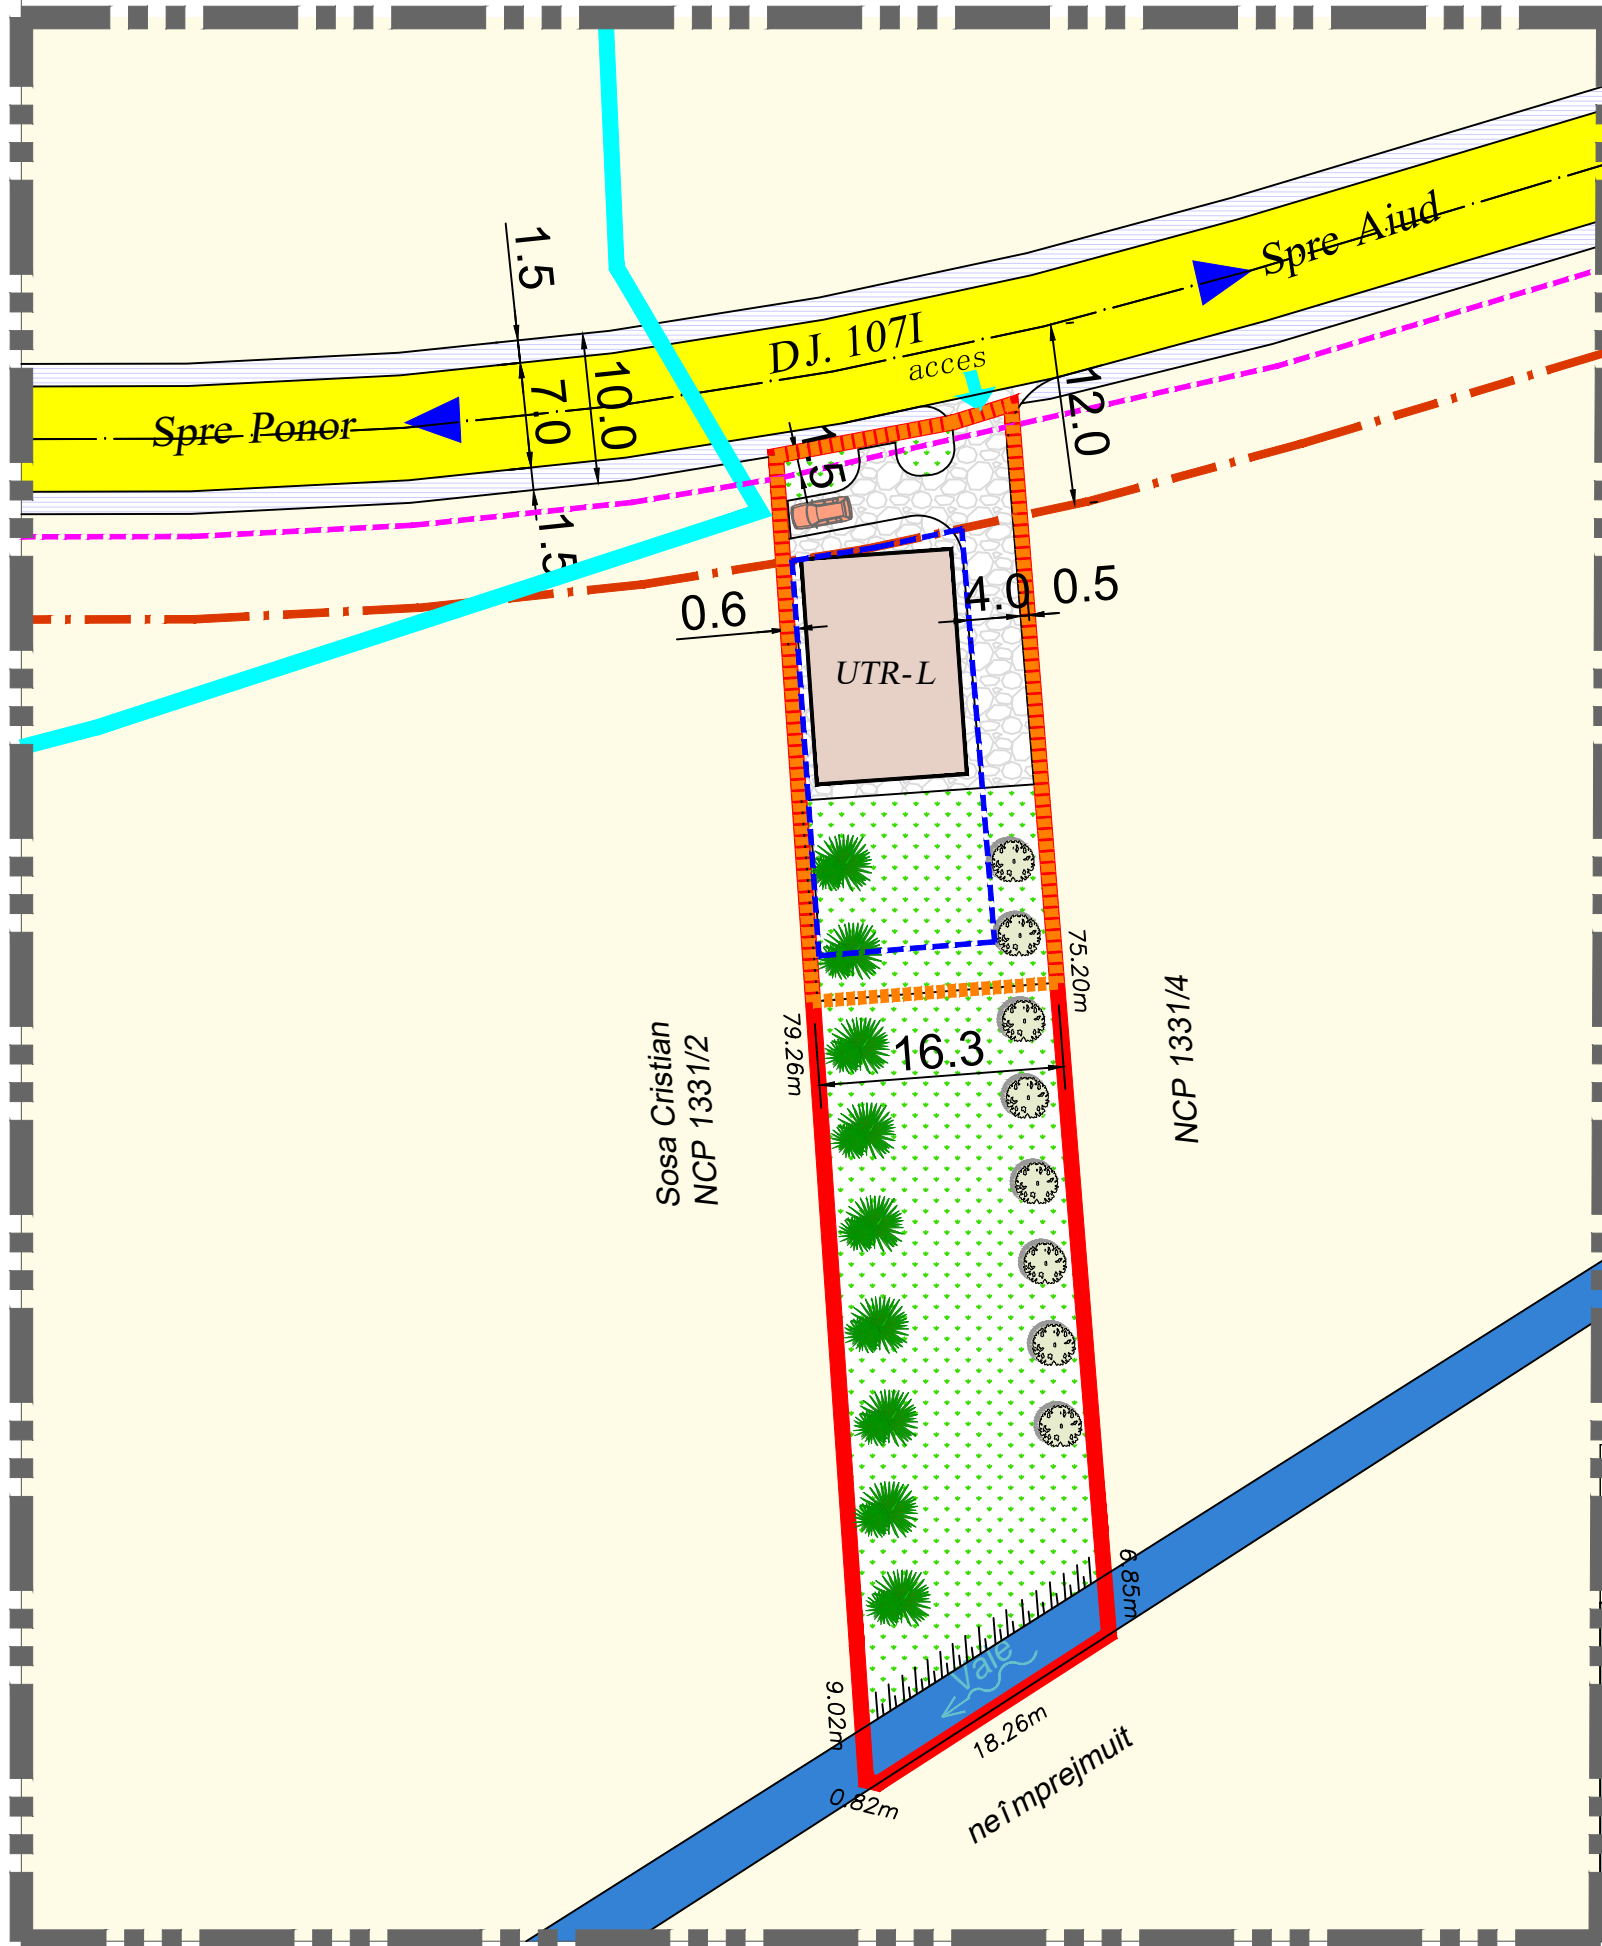 Spre Aiud
1.5
DJ. 107I
acces
7.0
10.0
12.0
Spre Ponor
1.5
1.5
0.6
4.0
0.5
UTR-L
75.20m
79.26m
16.3
Sosa Cristian
NCP 1331/2
NCP 1331/4
6.85m
Vale
9.02m
18.26m
0.82m
neîmprejmuit